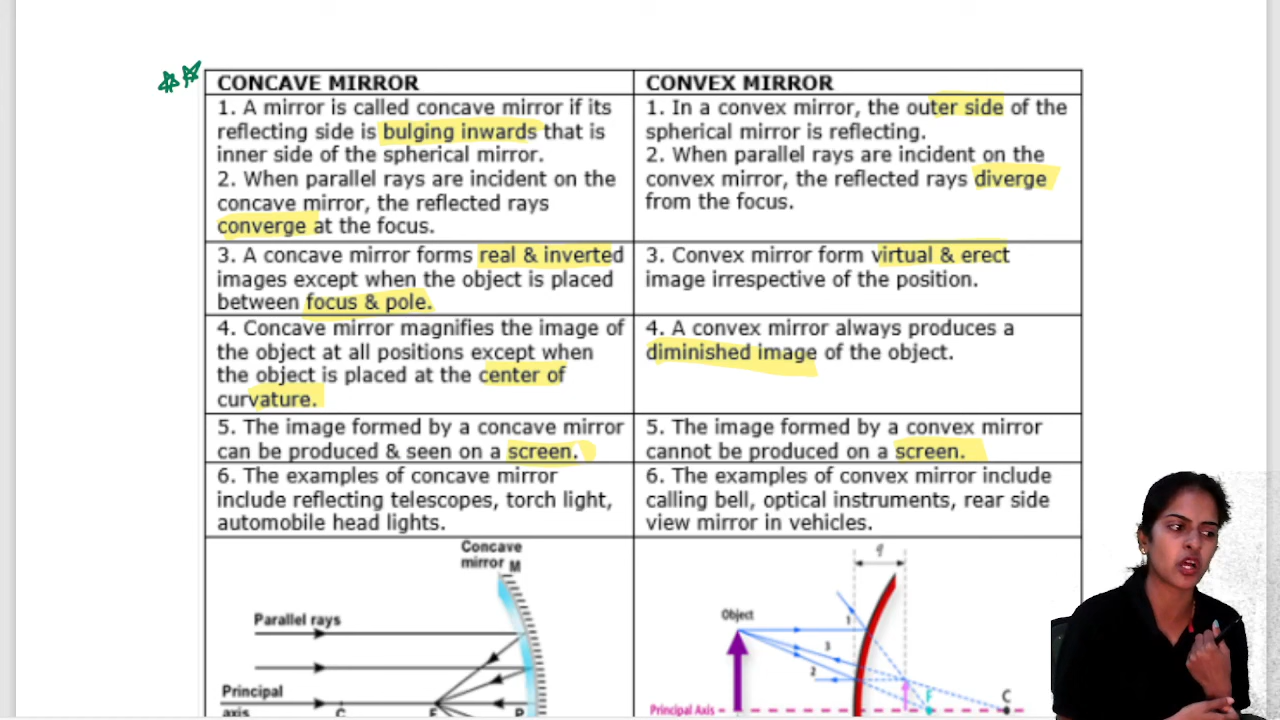 CONCAVE MIRROR
1. A mirror is called concave mirror if its
reflecting side is bulging inwards that is
inner side of the spherical mirror.
2. When parallel rays are incident on the
concave mirror, the reflected rays
converge at the focus.
CONVEX MIRROR
1. In a convex mirror, the outer side of the
spherical mirror is reflecting.
2. When parallel rays are incident on the
convex mirror, the reflected rays diverge
from the focus.
3. A concave mirror forms real & inverted
images except when the object is placed
between focus & pole.
3. Convex mirror form virtual & erect
image irrespective of the position.
4. Concave mirror magnifies the image of
the object at all positions except when
the object is placed at the center of
curvature.
4. A convex mirror always produces a
diminished image of the object.
5. The image formed by a concave mirror
can be produced & seen on a screen.
5. The image formed by a convex mirror
cannot be produced on a screen.
6. The examples of concave mirror
include reflecting telescopes, torch light,
automobile head lights.
6. The examples of convex mirror include
calling bell, optical instruments, rear side
view mirror in vehicles.
Concave
mirror M
Parallel rays
Principal
axis
C
F
P
q
Object
1
3
2
F
C
Principal Axis